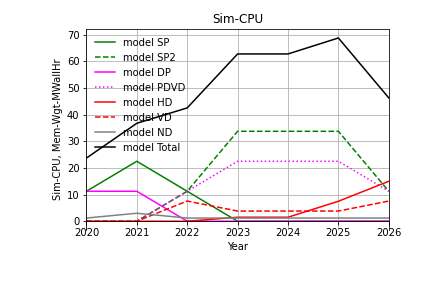 Sim-CPU
Sim-CPU, Mem-Wgt-MWallHr
70
60
50
40
30
20
10
0
model SP
model SP2
model DP
model PDVD
model HD
model VD
model ND
model Total
2020 2021 2022 2023 2024 2025 2026
Year